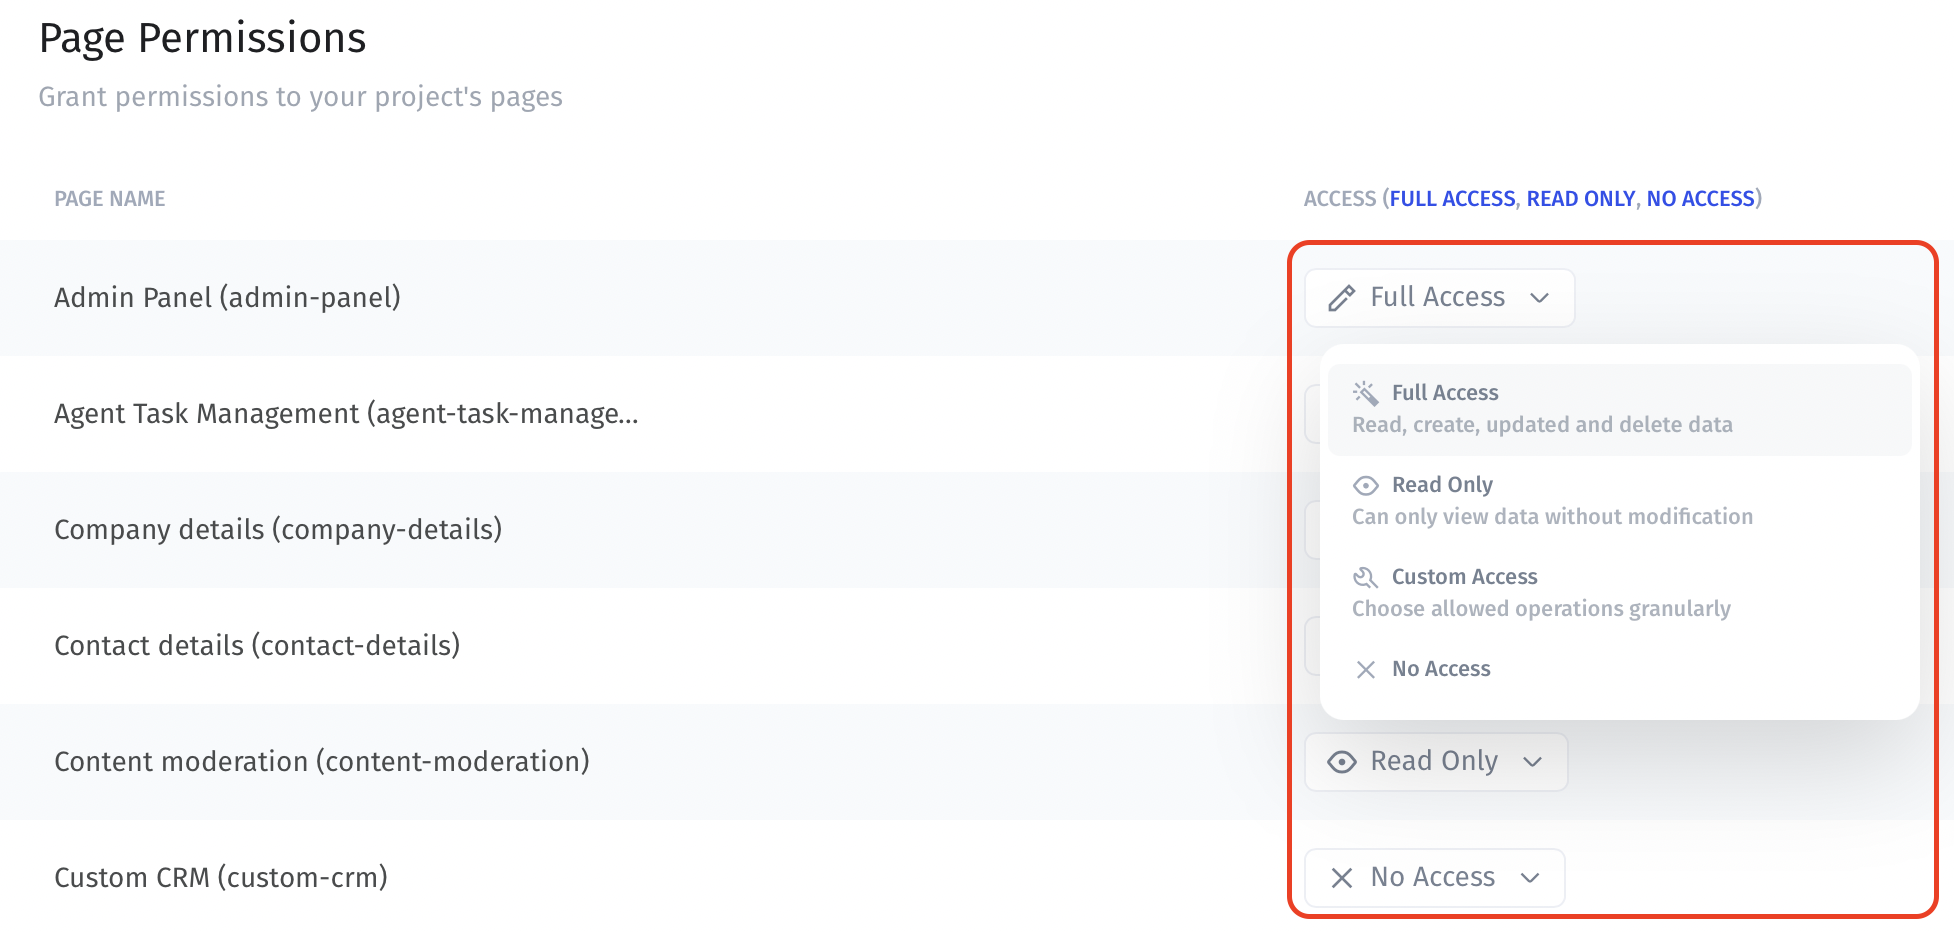 Page Permissions
Grant permissions to your project's pages
PAGE NAME
ACCESS (FULL ACCESS, READ ONLY, NO ACCESS)
Admin Panel (admin-panel)
Full Access
Full Access
Read, create, updated and delete data
Agent Task Management (agent-task-manage...
Read Only
Can only view data without modification
Company details (company-details)
Custom Access
Choose allowed operations granularly
Contact details (contact-details)
No Access
Content moderation (content-moderation)
Read Only
Custom CRM (custom-crm)
No Access